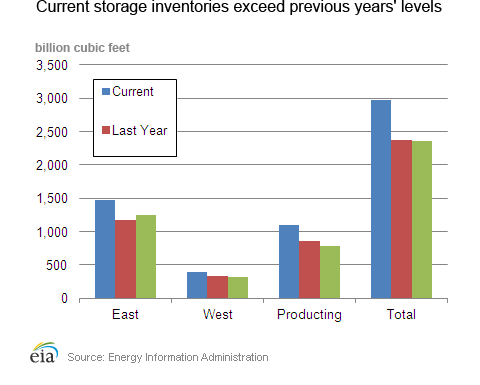 Current storage inventories exceed previous years' levels
billion cubic feet
3,500
3,000
2,500
2,000
1,500
1,000
500
0
Current
Last Year
East West Producting Total
eia Source: Energy Information Administration